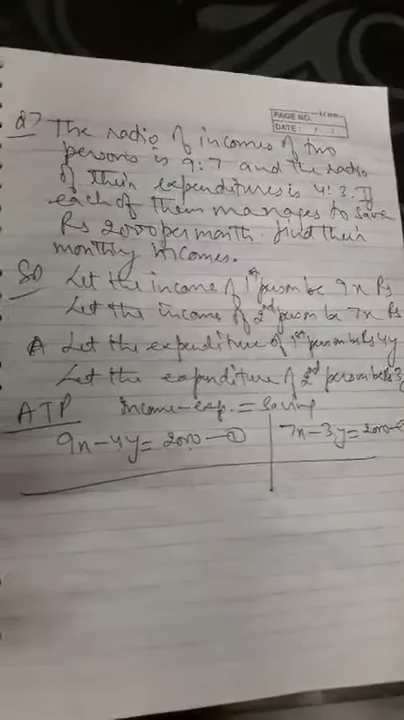 PAGE NO.
DATE: / /
Q7 The ratio of incomes of two
persons is 9:7 and the ratio
of their expenditures is 4:3. If
each of them manages to save
Rs 2000 per month. find their
monthly incomes.
Sol Let the income of 1st person be 9x Rs
Let the income of 2nd person be 7x Rs
A Let the expenditure of 1st person be Rs 4y
Let the expenditure of 2nd person be Rs 3
ATP income-exp. = saving
9x-4y=2000-①
7x-3y=2000-